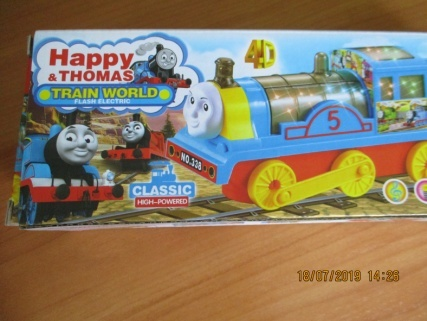 Happy
& THOMAS
TRAIN WORLD
FLASH ELECTRIC
4D
5
NO.338
CLASSIC
HIGH-POWERED
18/07/2019 14:26